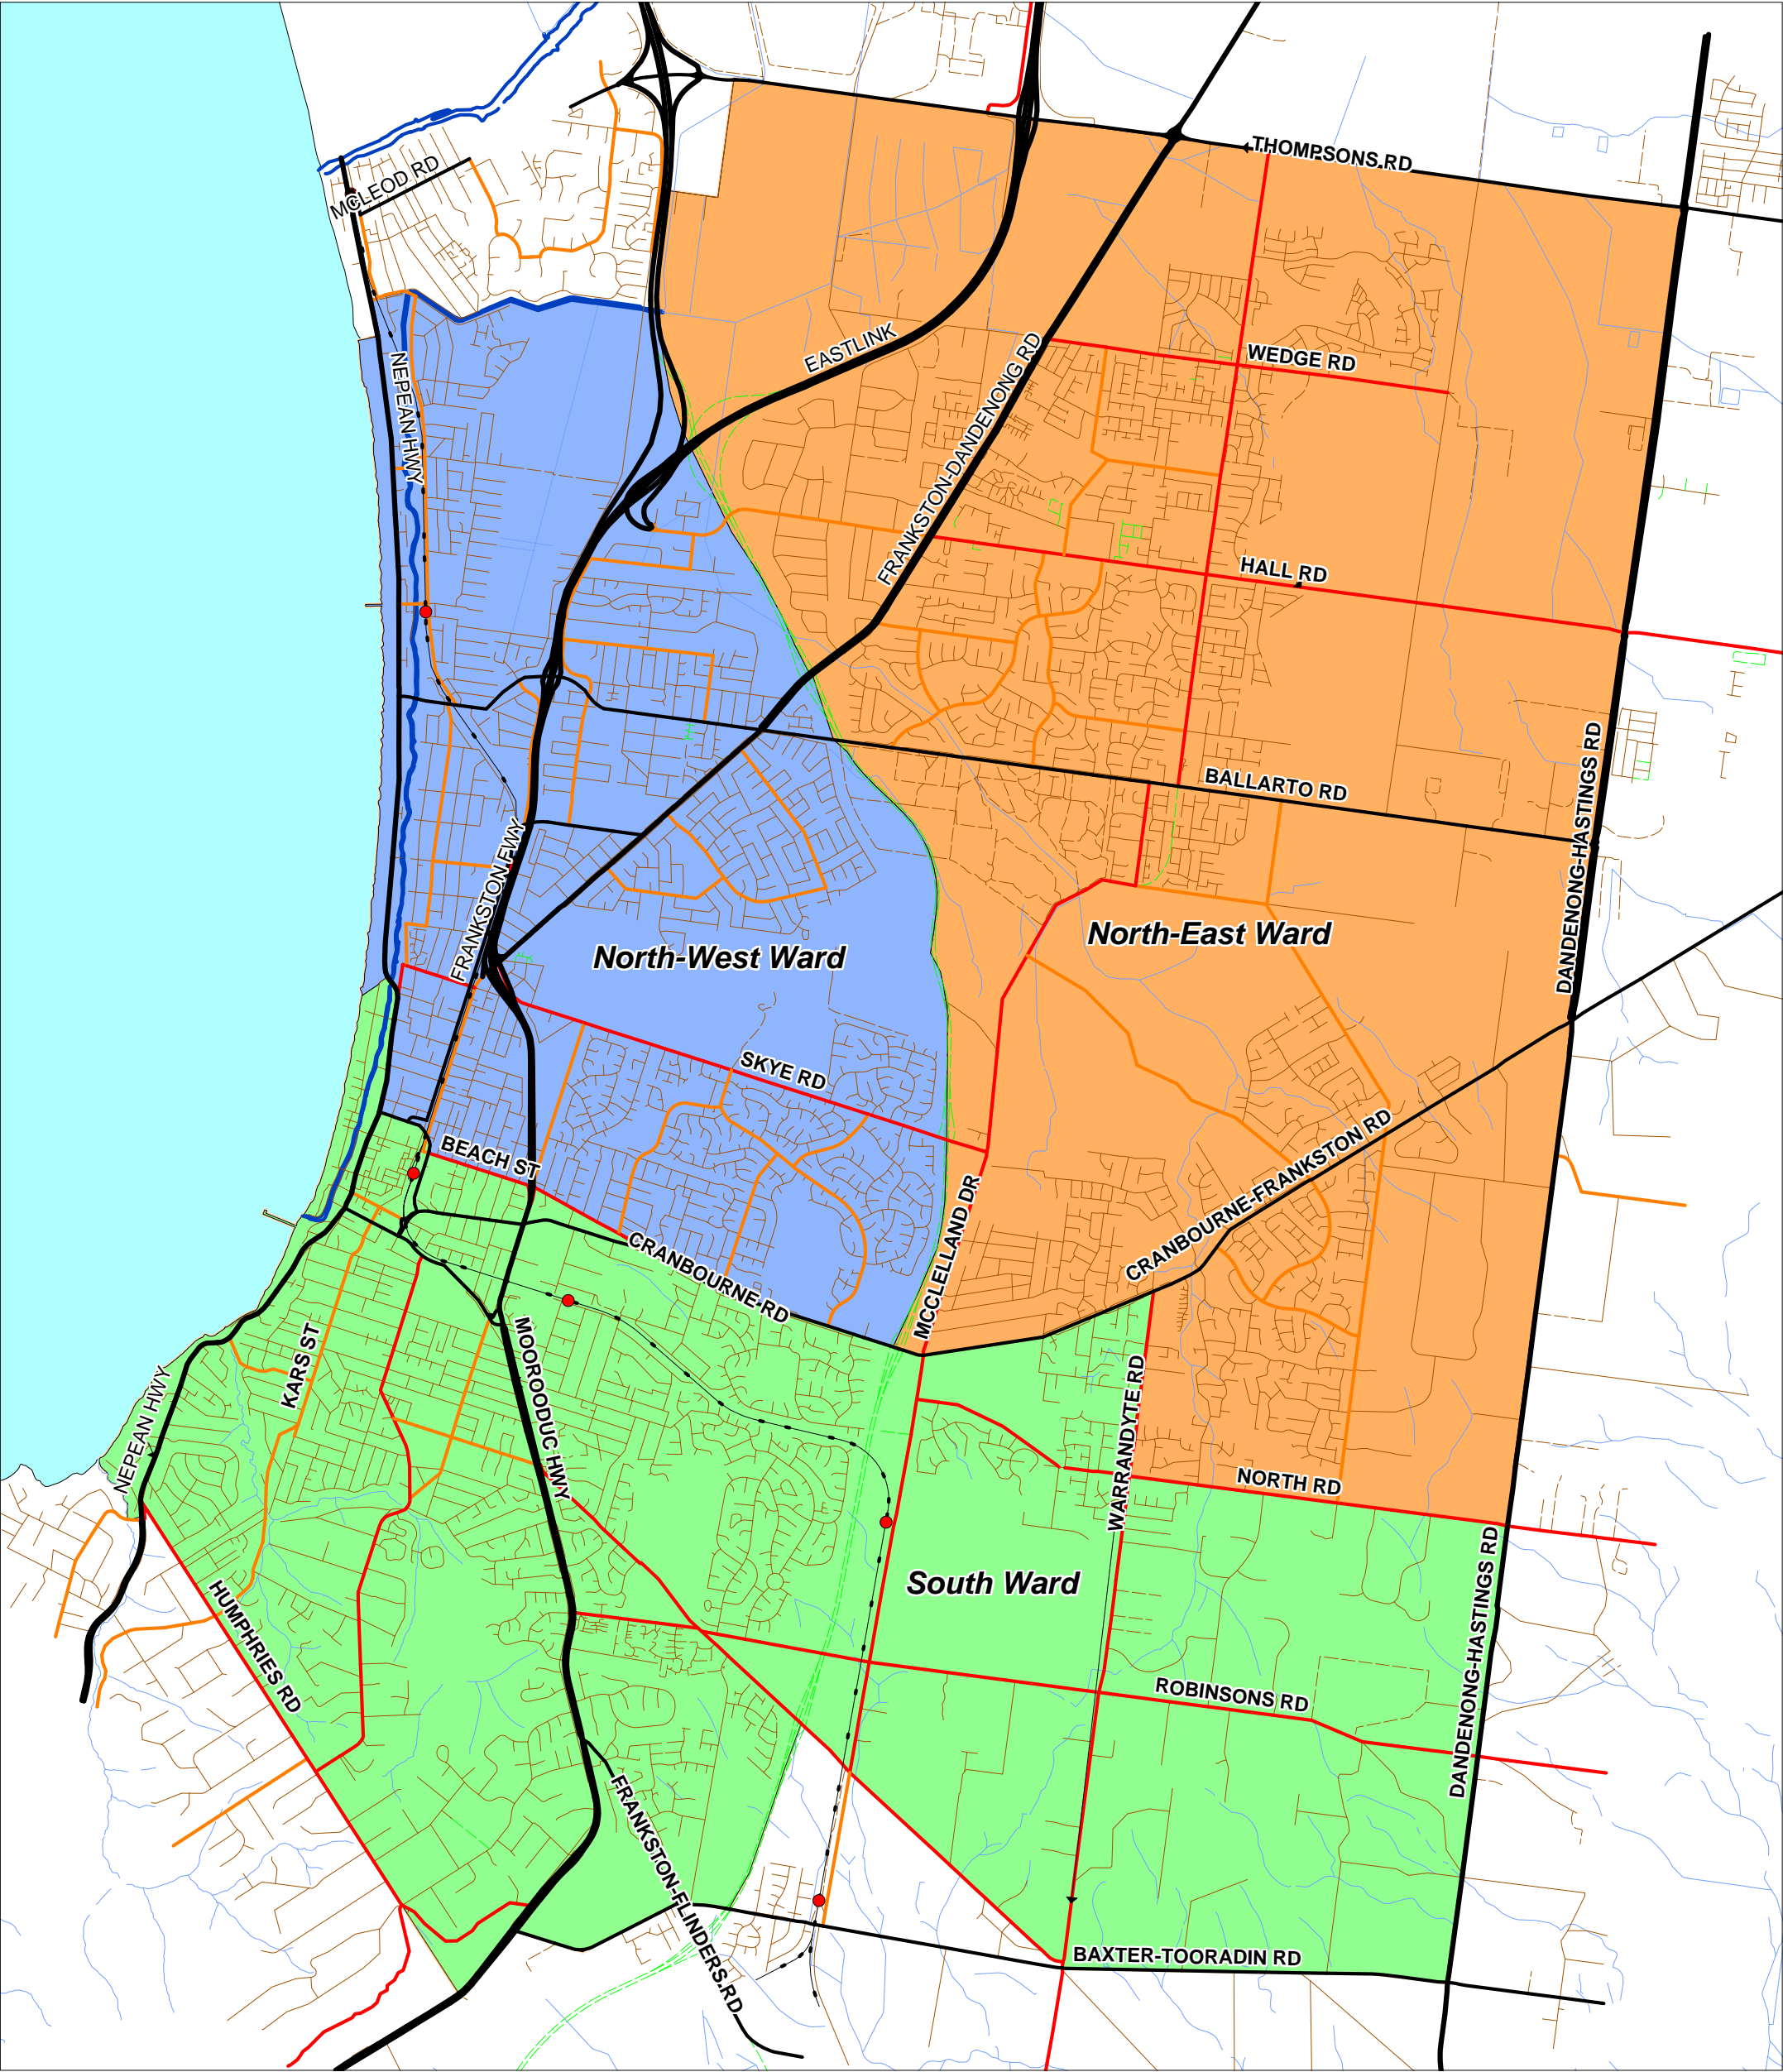 THOMPSONS RD
MCLEOD RD
EASTLINK
NEPEAN HWY
WEDGE RD
FRANKSTON-DANDENONG RD
HALL RD
BALLARTO RD
DANDENONG-HASTINGS RD
FRANKSTON FWY
North-West Ward
North-East Ward
SKYE RD
BEACH ST
CRANBOURNE-FRANKSTON RD
MCCLELLAND DR
CRANBOURNE-RD
KARS ST
MOOROODUC HWY
NEPEAN HWY
WARRANDYTE RD
NORTH RD
South Ward
HUMPHRIES RD
DANDENONG-HASTINGS RD
ROBINSONS RD
FRANKSTON-FLINDERS RD
BAXTER-TOORADIN RD